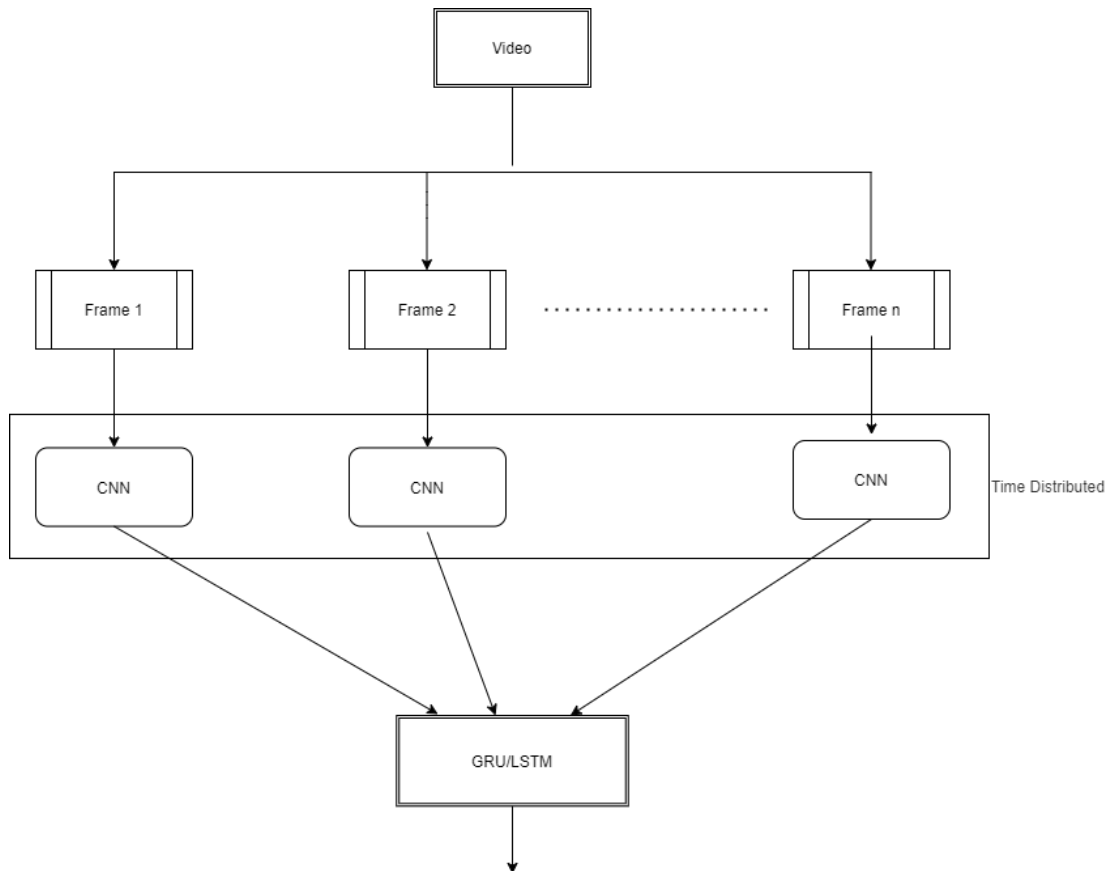 Video
Frame 1
Frame 2
Frame n
CNN
CNN
CNN
Time Distributed
GRU/LSTM